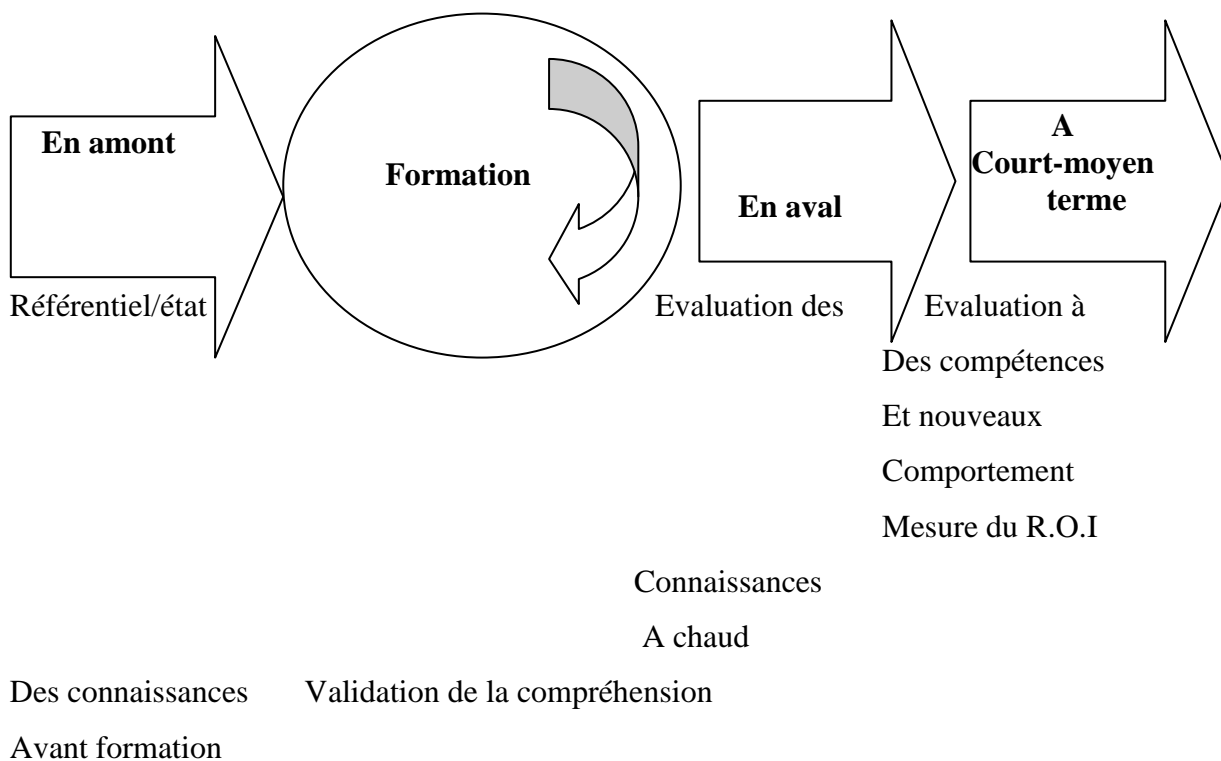 En amont
Formation
En aval
A
Court-moyen
terme
Référentiel/état
Evaluation des
Evaluation à
Des compétences
Et nouveaux
Comportement
Mesure du R.O.I
Connaissances
A chaud
Des connaissances
Validation de la compréhension
Avant formation